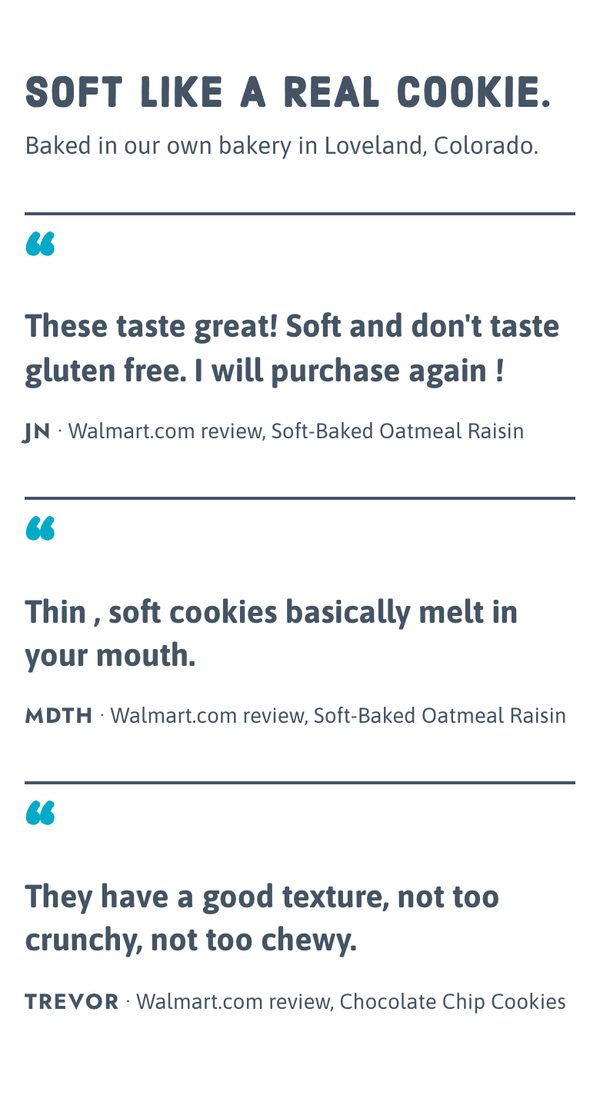 SOFT LIKE A REAL COOKIE.
Baked in our own bakery in Loveland, Colorado.
“
These taste great! Soft and don't taste
gluten free. I will purchase again !
JN · Walmart.com review, Soft-Baked Oatmeal Raisin
“
Thin , soft cookies basically melt in
your mouth.
MDTH · Walmart.com review, Soft-Baked Oatmeal Raisin
“
They have a good texture, not too
crunchy, not too chewy.
TREVOR · Walmart.com review, Chocolate Chip Cookies